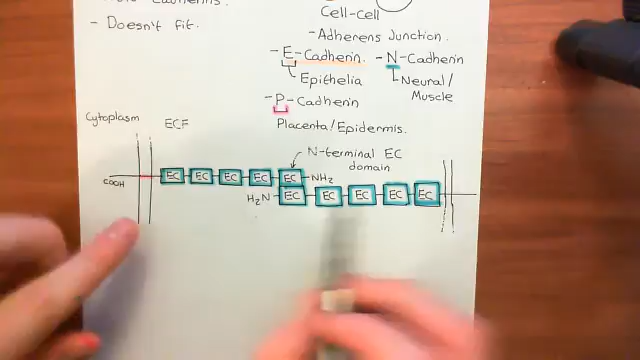 - Doesn't fit.
Cell-cell
- Adherens Junction.
- E-Cadherin. - N-Cadherin
Epithelia
Neural/
Muscle
- P-Cadherin
Placenta/Epidermis.
Cytoplasm
ECF
N-terminal EC
domain
COOH EC EC EC EC EC NH2
H2N EC EC EC EC EC